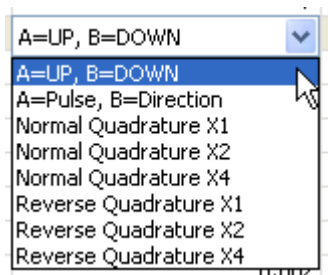 A=UP, B=DOWN
A=UP, B=DOWN
A=Pulse, B=Direction
Normal Quadrature X1
Normal Quadrature X2
Normal Quadrature X4
Reverse Quadrature X1
Reverse Quadrature X2
Reverse Quadrature X4